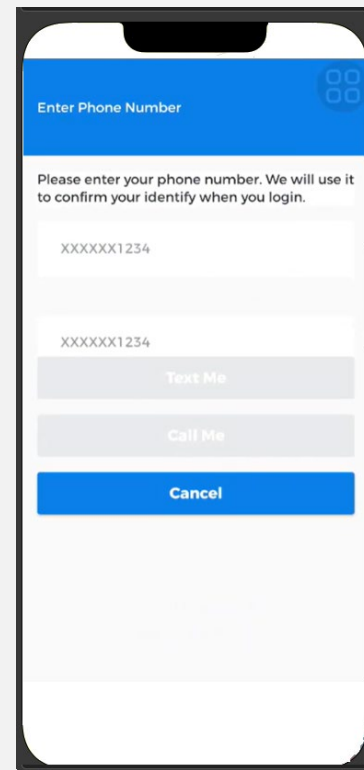 Enter Phone Number
Please enter your phone number. We will use it
to confirm your identify when you login.
XXXXXX1234
XXXXXX1234
Text Me
Call Me
Cancel